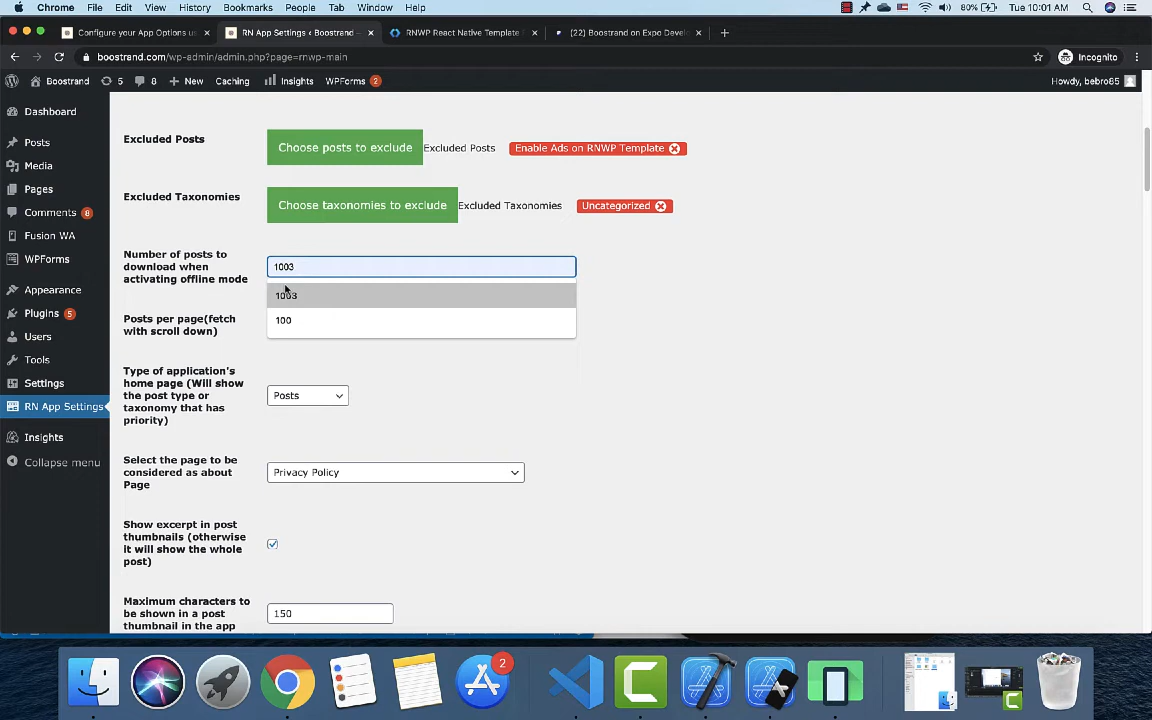 Chrome File Edit View History Bookmarks People Tab Window Help 80% Tue 10:01 AM
Configure your App Options us RN App Settings ‹ Boostrand — RNWP React Native Template (22) Boostrand on Expo Devel
boostrand.com/wp-admin/admin.php?page=rnwp-main Incognito
Boostrand 5 8 New Caching Insights WPForms 2 Howdy, bebro85
Dashboard
Posts
Media
Pages
Comments 8
Fusion WA
WPForms
Appearance
Plugins 5
Users
Tools
Settings
RN App Settings
Insights
Collapse menu
Excluded Posts
Choose posts to exclude Excluded Posts Enable Ads on RNWP Template
Excluded Taxonomies
Choose taxonomies to exclude Excluded Taxonomies Uncategorized
Number of posts to
download when
activating offline mode
1003
1003
100
Posts per page(fetch
with scroll down)
Type of application's
home page (Will show
the post type or
taxonomy that has
priority)
Posts
Select the page to be
considered as about
Page
Privacy Policy
Show excerpt in post
thumbnails (otherwise
it will show the whole
post)
Maximum characters to
be shown in a post
thumbnail in the app
150
2